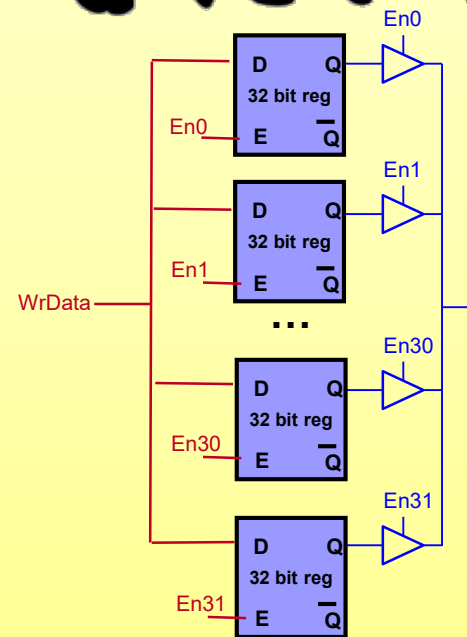 En0
D Q
32 bit reg
En0 E Q̅
En1
D Q
32 bit reg
En1 E Q̅
WrData
...
En30
D Q
32 bit reg
En30 E Q̅
En31
D Q
32 bit reg
En31 E Q̅